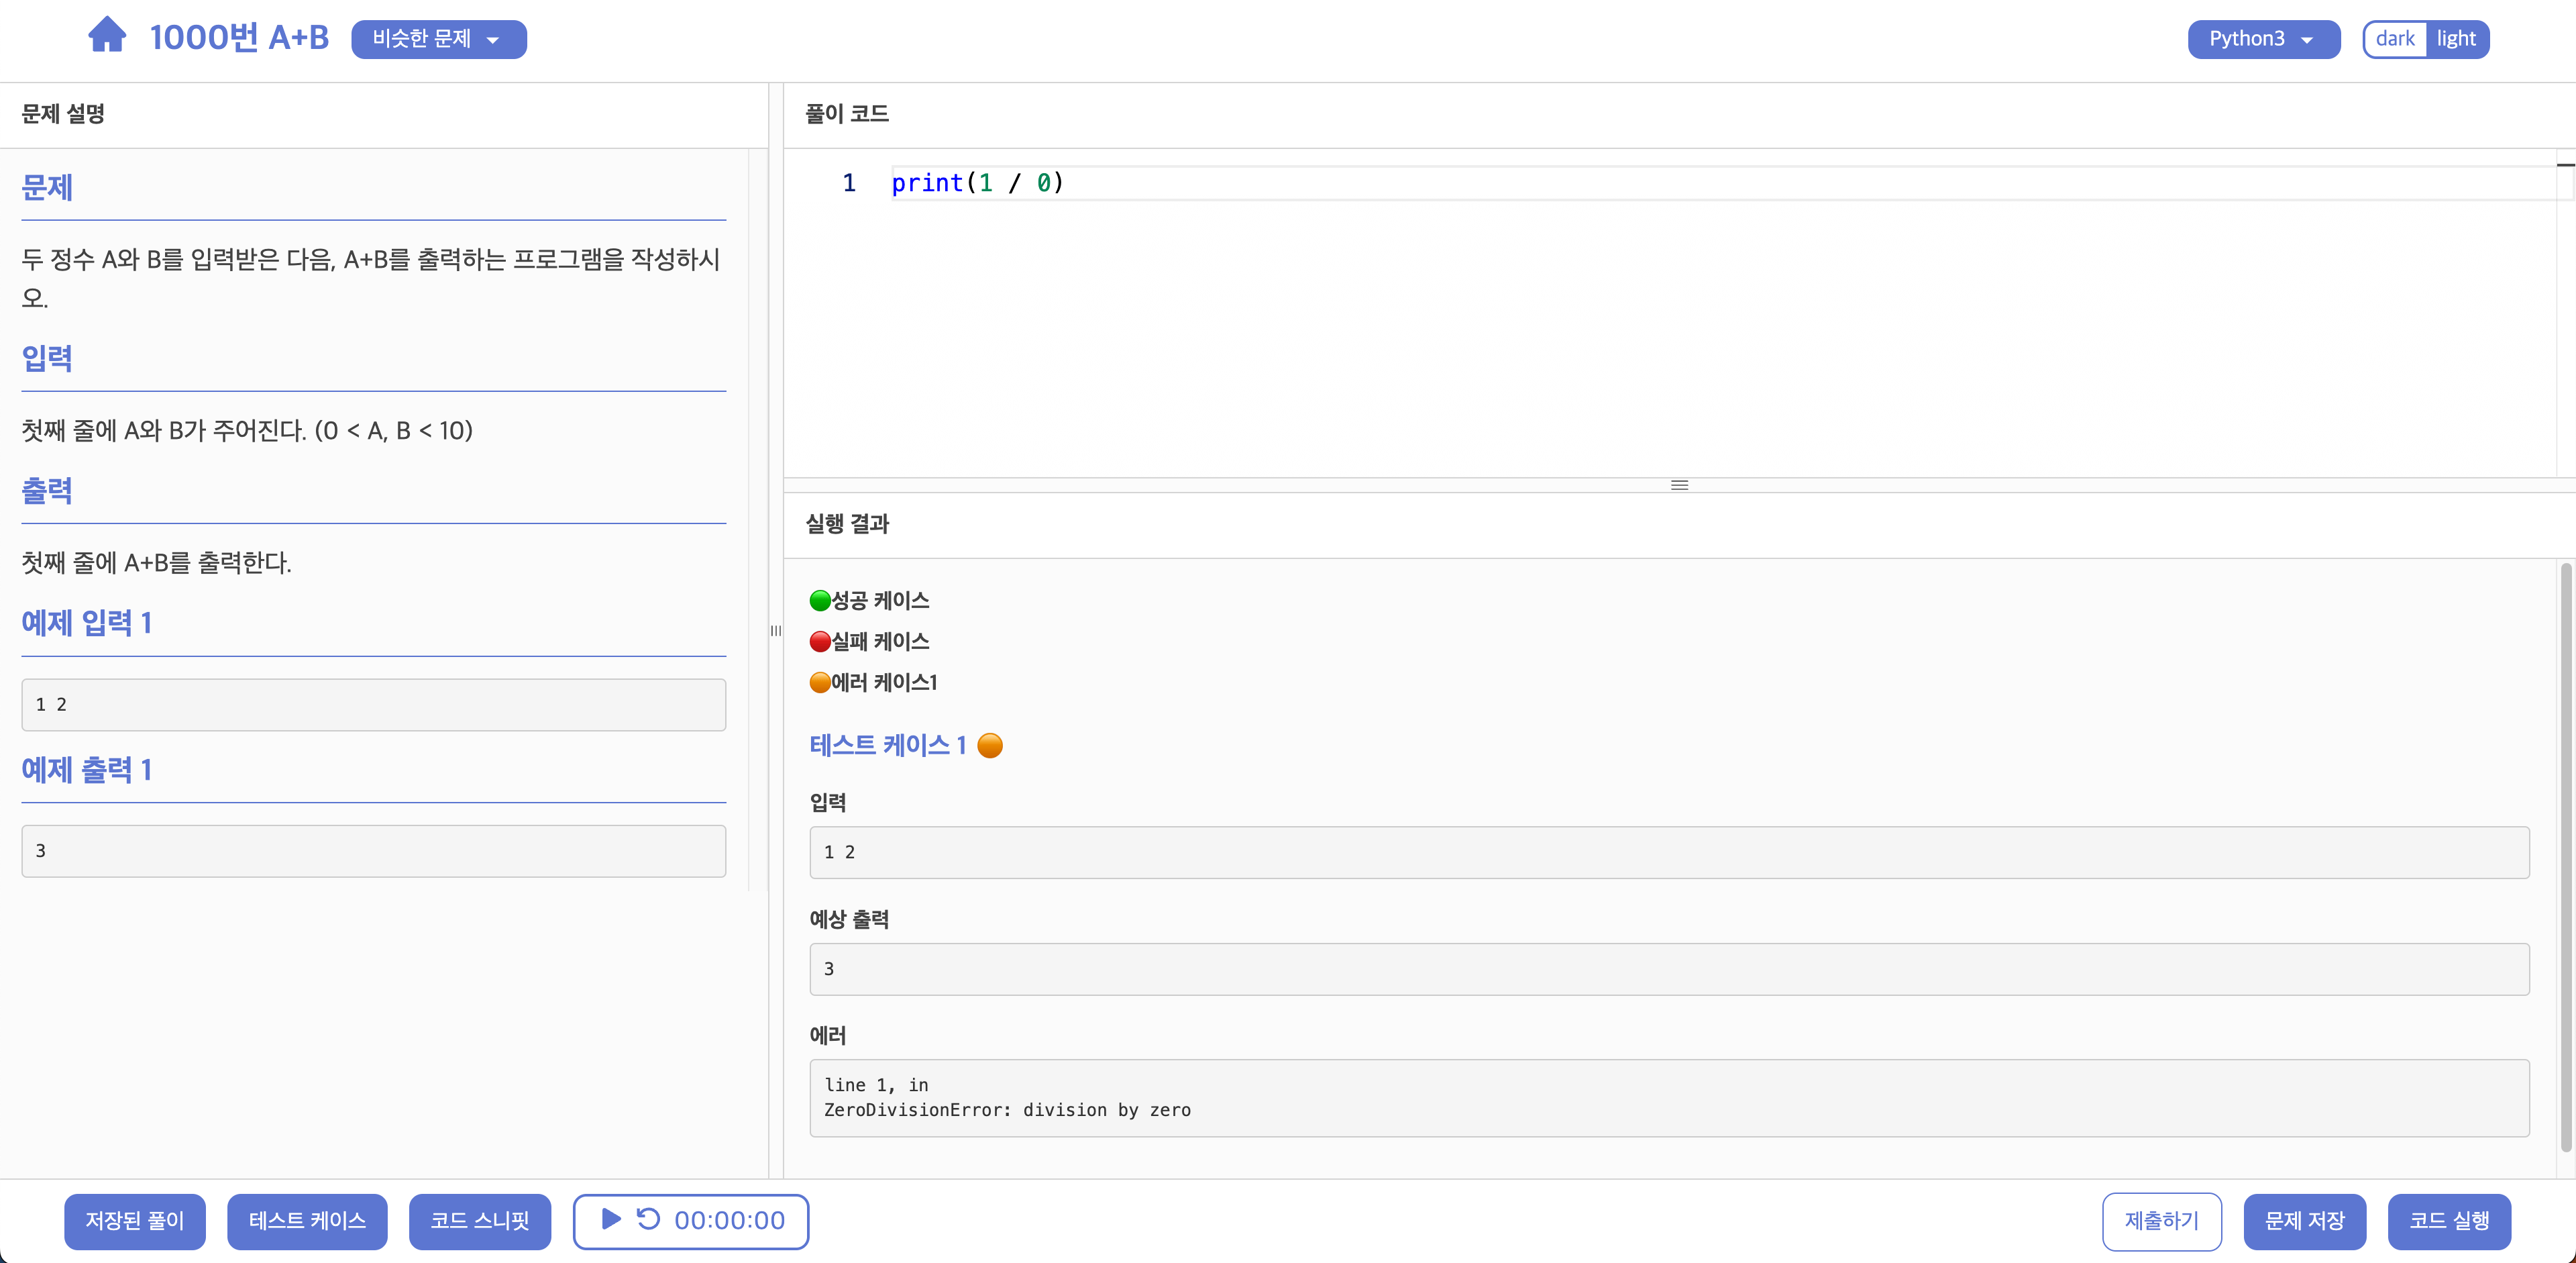 1000번 A+B
비슷한 문제
Python3
dark light
문제 설명
문제
두 정수 A와 B를 입력받은 다음, A+B를 출력하는 프로그램을 작성하시
오.
입력
첫째 줄에 A와 B가 주어진다. (0 < A, B < 10)
출력
첫째 줄에 A+B를 출력한다.
예제 입력 1
1 2
예제 출력 1
3
풀이 코드
1 print(1 / 0)
실행 결과
성공 케이스
실패 케이스
에러 케이스1
테스트 케이스 1
입력
1 2
예상 출력
3
에러
line 1, in
ZeroDivisionError: division by zero
저장된 풀이
테스트 케이스
코드 스니핏
00:00:00
제출하기
문제 저장
코드 실행